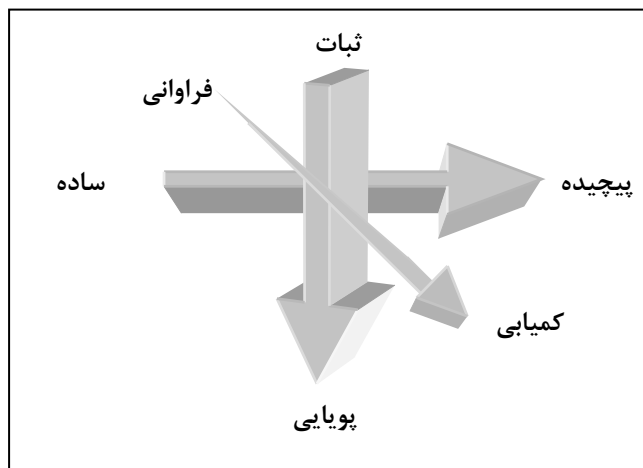 ثبات
فراوانی
پیچیده
ساده
کمیابی
پویایی